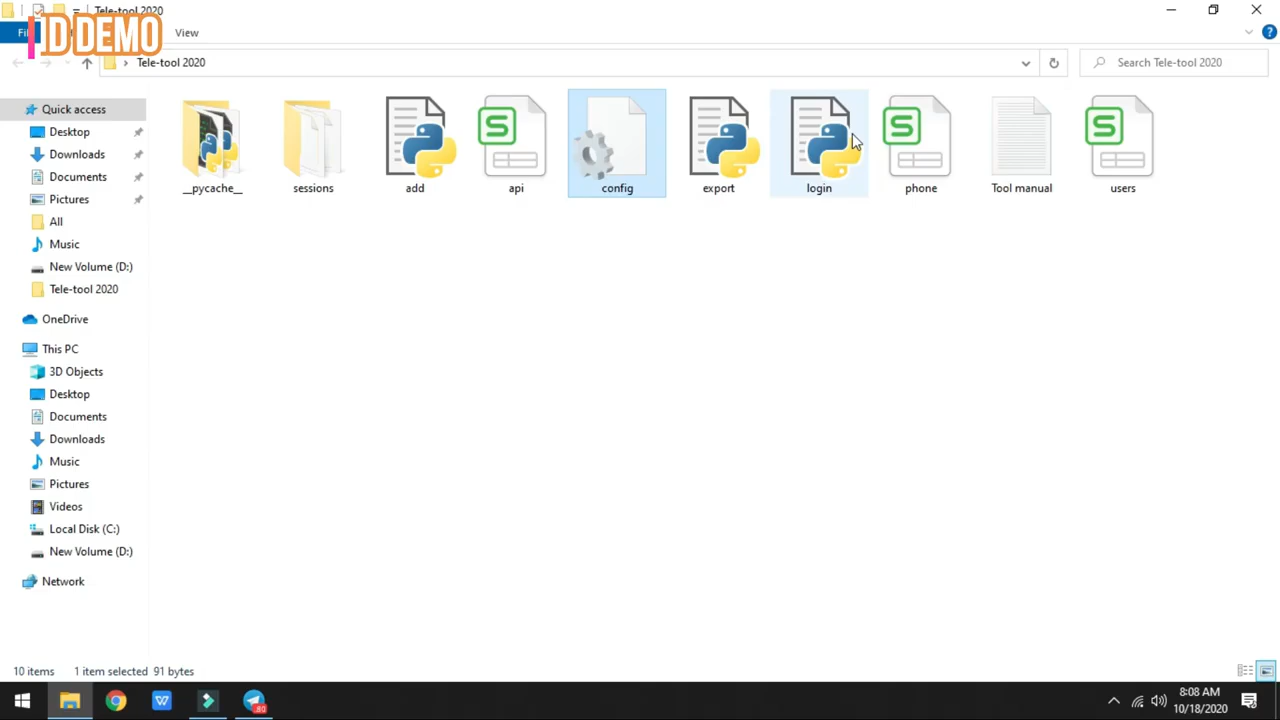 Tele-tool 2020
Fil
JD DEMO
View
Tele-tool 2020
Search Tele-tool 2020
Quick access
Desktop
Downloads
Documents
Pictures
All
Music
New Volume (D:)
Tele-tool 2020
OneDrive
This PC
3D Objects
Desktop
Documents
Downloads
Music
Pictures
Videos
Local Disk (C:)
New Volume (D:)
Network
__pycache__
sessions
add
api
config
export
login
phone
Tool manual
users
10 items
1 item selected 91 bytes
80
8:08 AM
10/18/2020